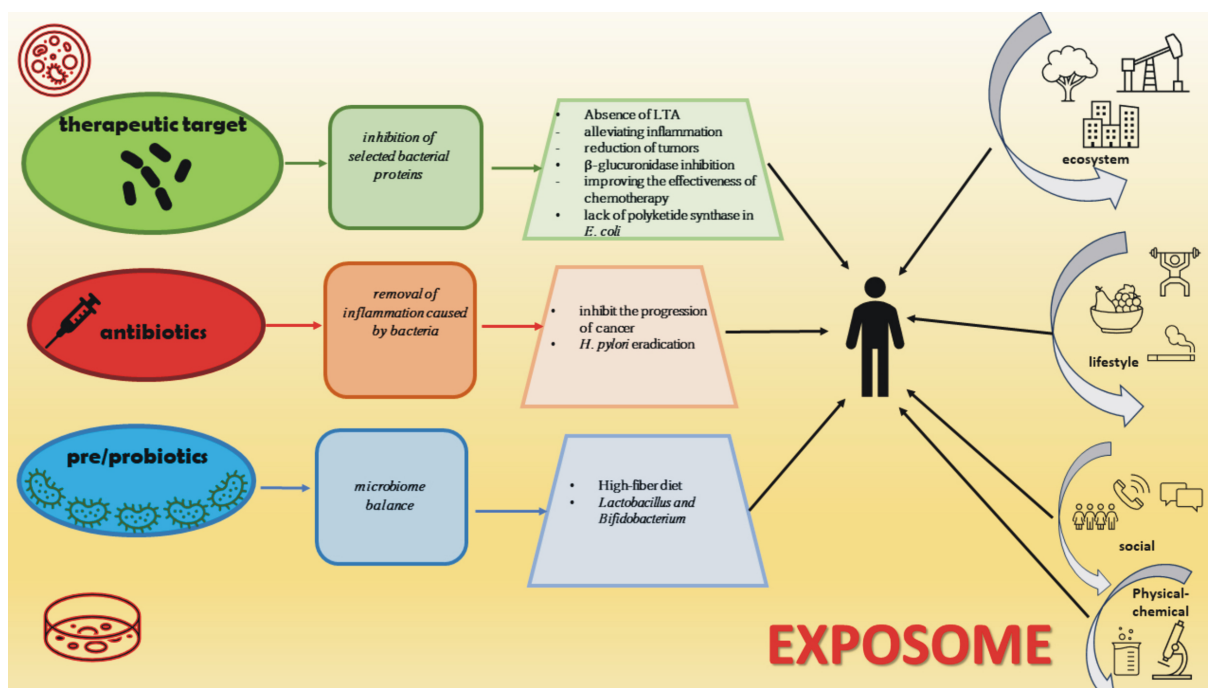 therapeutic target
inhibition of
selected bacterial
proteins
• Absence of LTA
- alleviating inflammation
- reduction of tumors
• β-glucuronidase inhibition
- improving the effectiveness of
chemotherapy
• lack of polyketide synthase in
E. coli
antibiotics
removal of
inflammation caused
by bacteria
• inhibit the progression
of cancer
• H. pylori eradication
pre/probiotics
microbiome
balance
• High-fiber diet
• Lactobacillus and
Bifidobacterium
ecosystem
lifestyle
social
Physical-
chemical
EXPOSOME